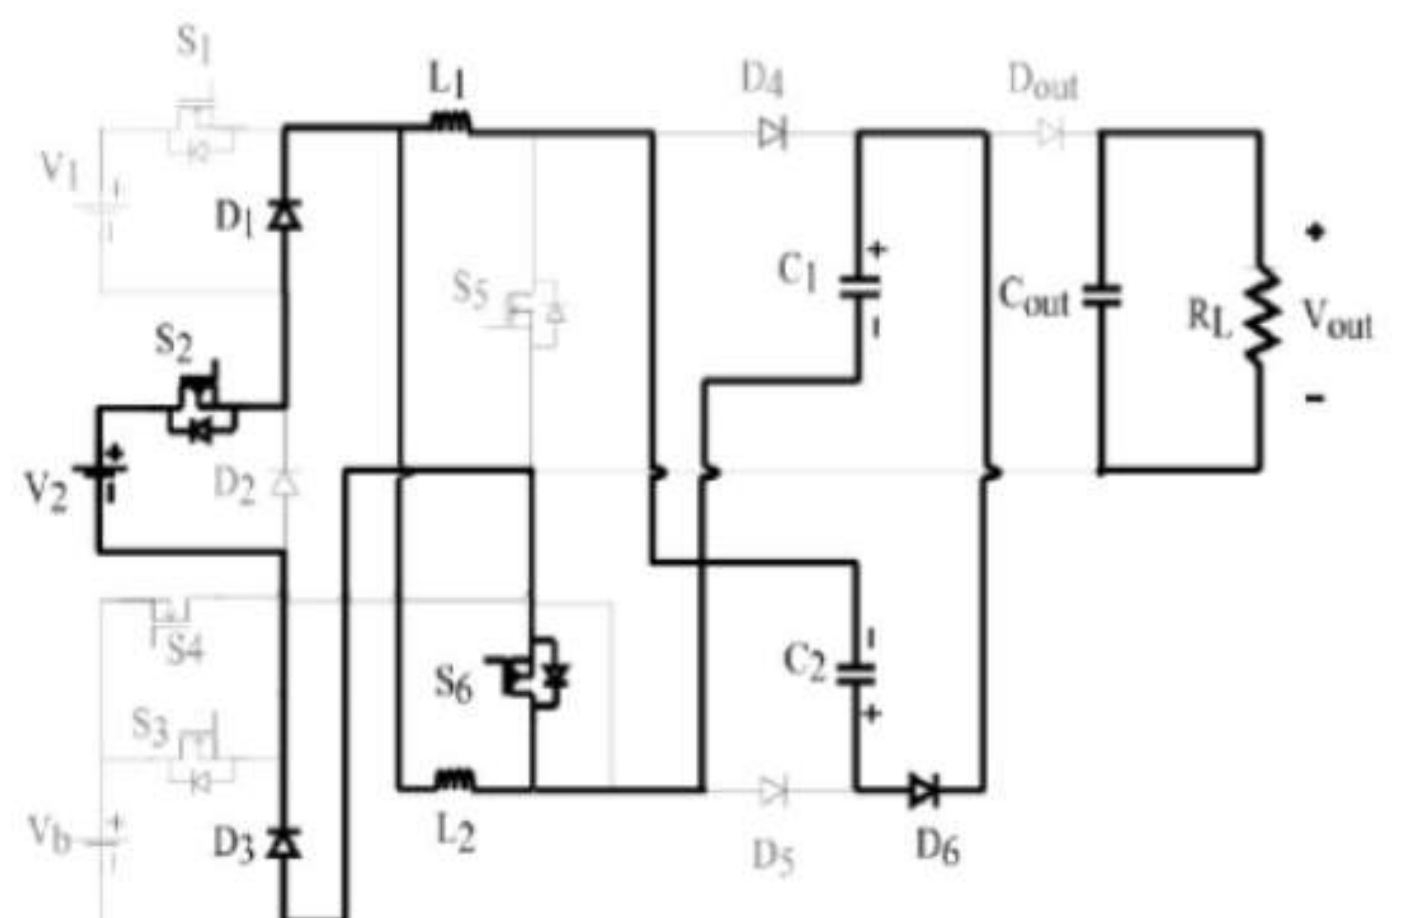 S1
L1
D4
Dout
V1
+
-
D1
+
C1
-
S5
Cout
RL
+
Vout
-
S2
+
V2
-
D2
S4
S6
-
C2
+
S3
Vb
+
-
D3
L2
D5
D6